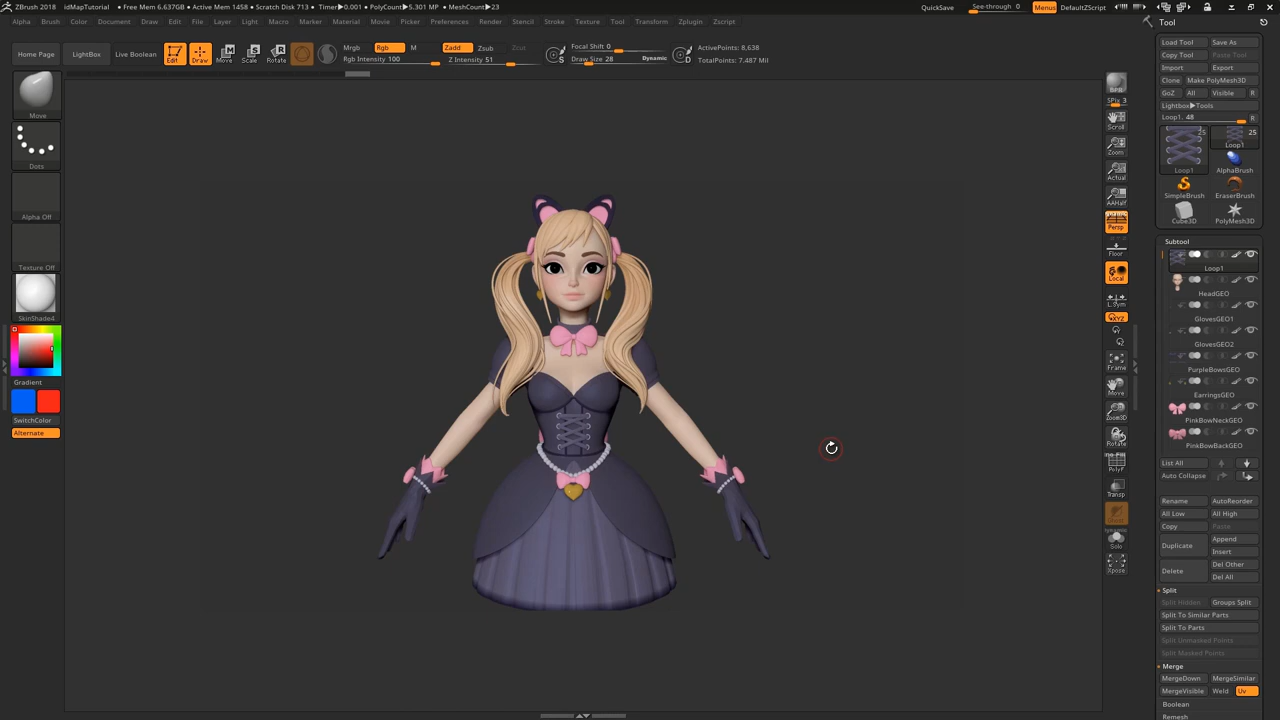 ZBrush 2018 idMapTutorial • Free Mem 6.637GB • Active Mem 1458 • Scratch Disk 713 • Timer▶0.001 • PolyCount▶5.301 MP • MeshCount▶23 QuickSave See-through 0 Menus DefaultZScript
Alpha Brush Color Document Draw Edit File Layer Light Macro Marker Material Movie Picker Preferences Render Stencil Stroke Texture Tool Transform Zplugin Zscript
Home Page LightBox Live Boolean Edit Draw Move Scale Rotate
Mrgb Rgb M Zadd Zsub Zcut
Rgb Intensity 100 Z Intensity 51
Focal Shift 0
Draw Size 28 Dynamic
S D
ActivePoints: 8,638
TotalPoints: 7.487 Mil
Move
Dots
Alpha Off
Texture Off
SkinShade4
Gradient
SwitchColor
Alternate
BPR
SPix 3
Scroll
Zoom
Actual
AAHalf
Persp
Floor
Local
L.Sym
XYZ
Frame
Move
Zoom3D
Rotate
PolyF
Transp
Dynamic
Solo
Xpose
Tool
Load Tool Save As
Copy Tool Paste Tool
Import Export
Clone Make PolyMesh3D
GoZ All Visible R
Lightbox▶Tools
Loop1. 48 R
25 25
Loop1 Loop1
AlphaBrush
SimpleBrush EraserBrush
Cube3D PolyMesh3D
Subtool
Loop1
HeadGEO
GlovesGEO1
GlovesGEO2
PurpleBowsGEO
EarringsGEO
PinkBowNeckGEO
PinkBowBackGEO
List All
Auto Collapse
Rename AutoReorder
All Low All High
Copy Paste
Duplicate Append
Insert
Delete Del Other
Del All
Split
Split Hidden Groups Split
Split To Similar Parts
Split To Parts
Split Unmasked Points
Split Masked Points
Merge
MergeDown MergeSimilar
MergeVisible Weld Uv
Boolean
Remesh